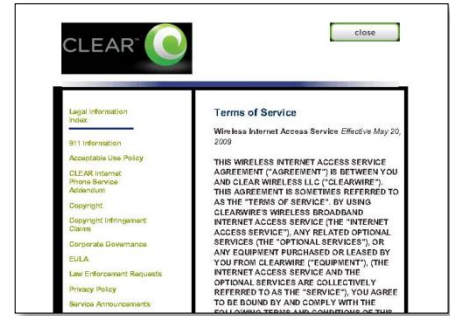 CLEAR
close
Legal Information
Index
911 Information
Acceptable Use Policy
CLEAR Internet
Phone Service
Addendum
Copyright
Copyright Infringement
Claims
Corporate Governance
EULA
Law Enforcement Requests
Privacy Policy
Service Announcements
Terms of Service
Wireless Internet Access Service Effective May 20,
2009
THIS WIRELESS INTERNET ACCESS SERVICE
AGREEMENT ("AGREEMENT") IS BETWEEN YOU
AND CLEAR WIRELESS LLC ("CLEARWIRE").
THIS AGREEMENT IS SOMETIMES REFERRED TO
AS THE "TERMS OF SERVICE". BY USING
CLEARWIRE'S WIRELESS BROADBAND
INTERNET ACCESS SERVICE (THE "INTERNET
ACCESS SERVICE"), ANY RELATED OPTIONAL
SERVICES (THE "OPTIONAL SERVICES"), OR
ANY EQUIPMENT PURCHASED OR LEASED BY
YOU FROM CLEARWIRE ("EQUIPMENT"), (THE
INTERNET ACCESS SERVICE AND THE
OPTIONAL SERVICES ARE COLLECTIVELY
REFERRED TO AS THE "SERVICE"), YOU AGREE
TO BE BOUND BY AND COMPLY WITH THE
FOLLOWING TERMS AND CONDITIONS OF THIS